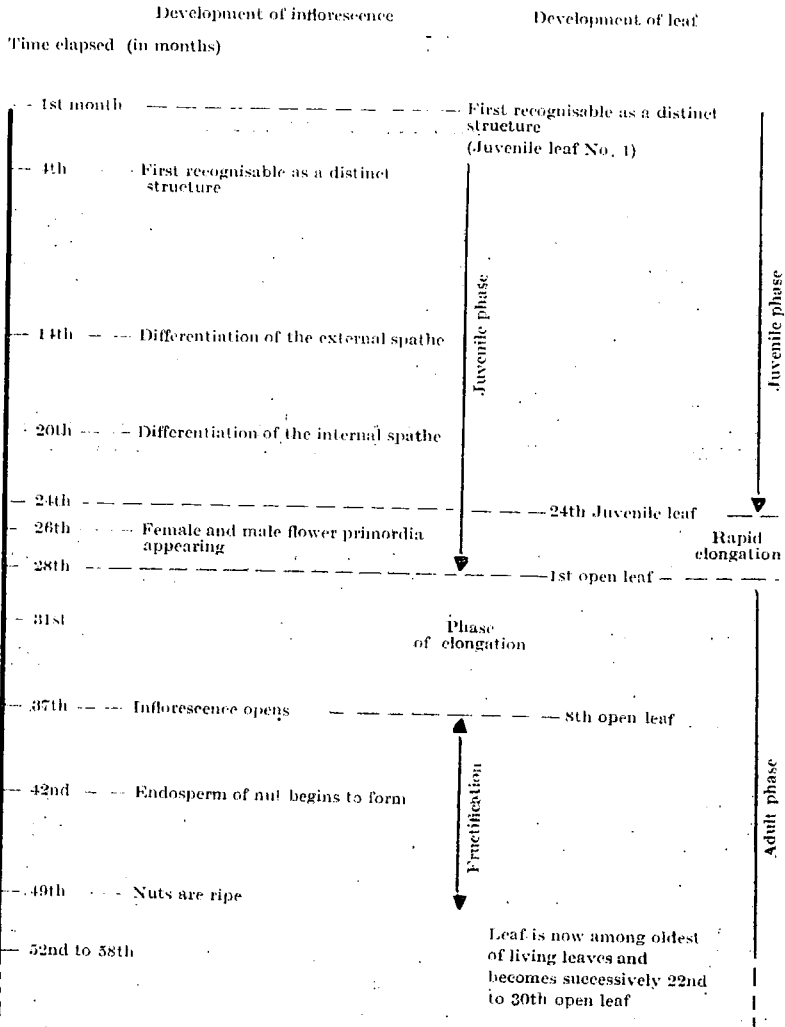 Development of inflorescence Development of leaf
Time elapsed (in months)
1st month First recognisable as a distinct
structure
(Juvenile leaf No. 1)
4th First recognisable as a distinct
structure
Juvenile phase
Juvenile phase
14th Differentiation of the external spathe
20th Differentiation of the internal spathe
24th 24th Juvenile leaf
26th Female and male flower primordia
appearing
Rapid
elongation
28th 1st open leaf
31st
Phase
of elongation
37th Inflorescence opens 8th open leaf
Fructification
Adult phase
42nd Endosperm of nut begins to form
49th Nuts are ripe
52nd to 58th
Leaf is now among oldest
of living leaves and
becomes successively 22nd
to 30th open leaf